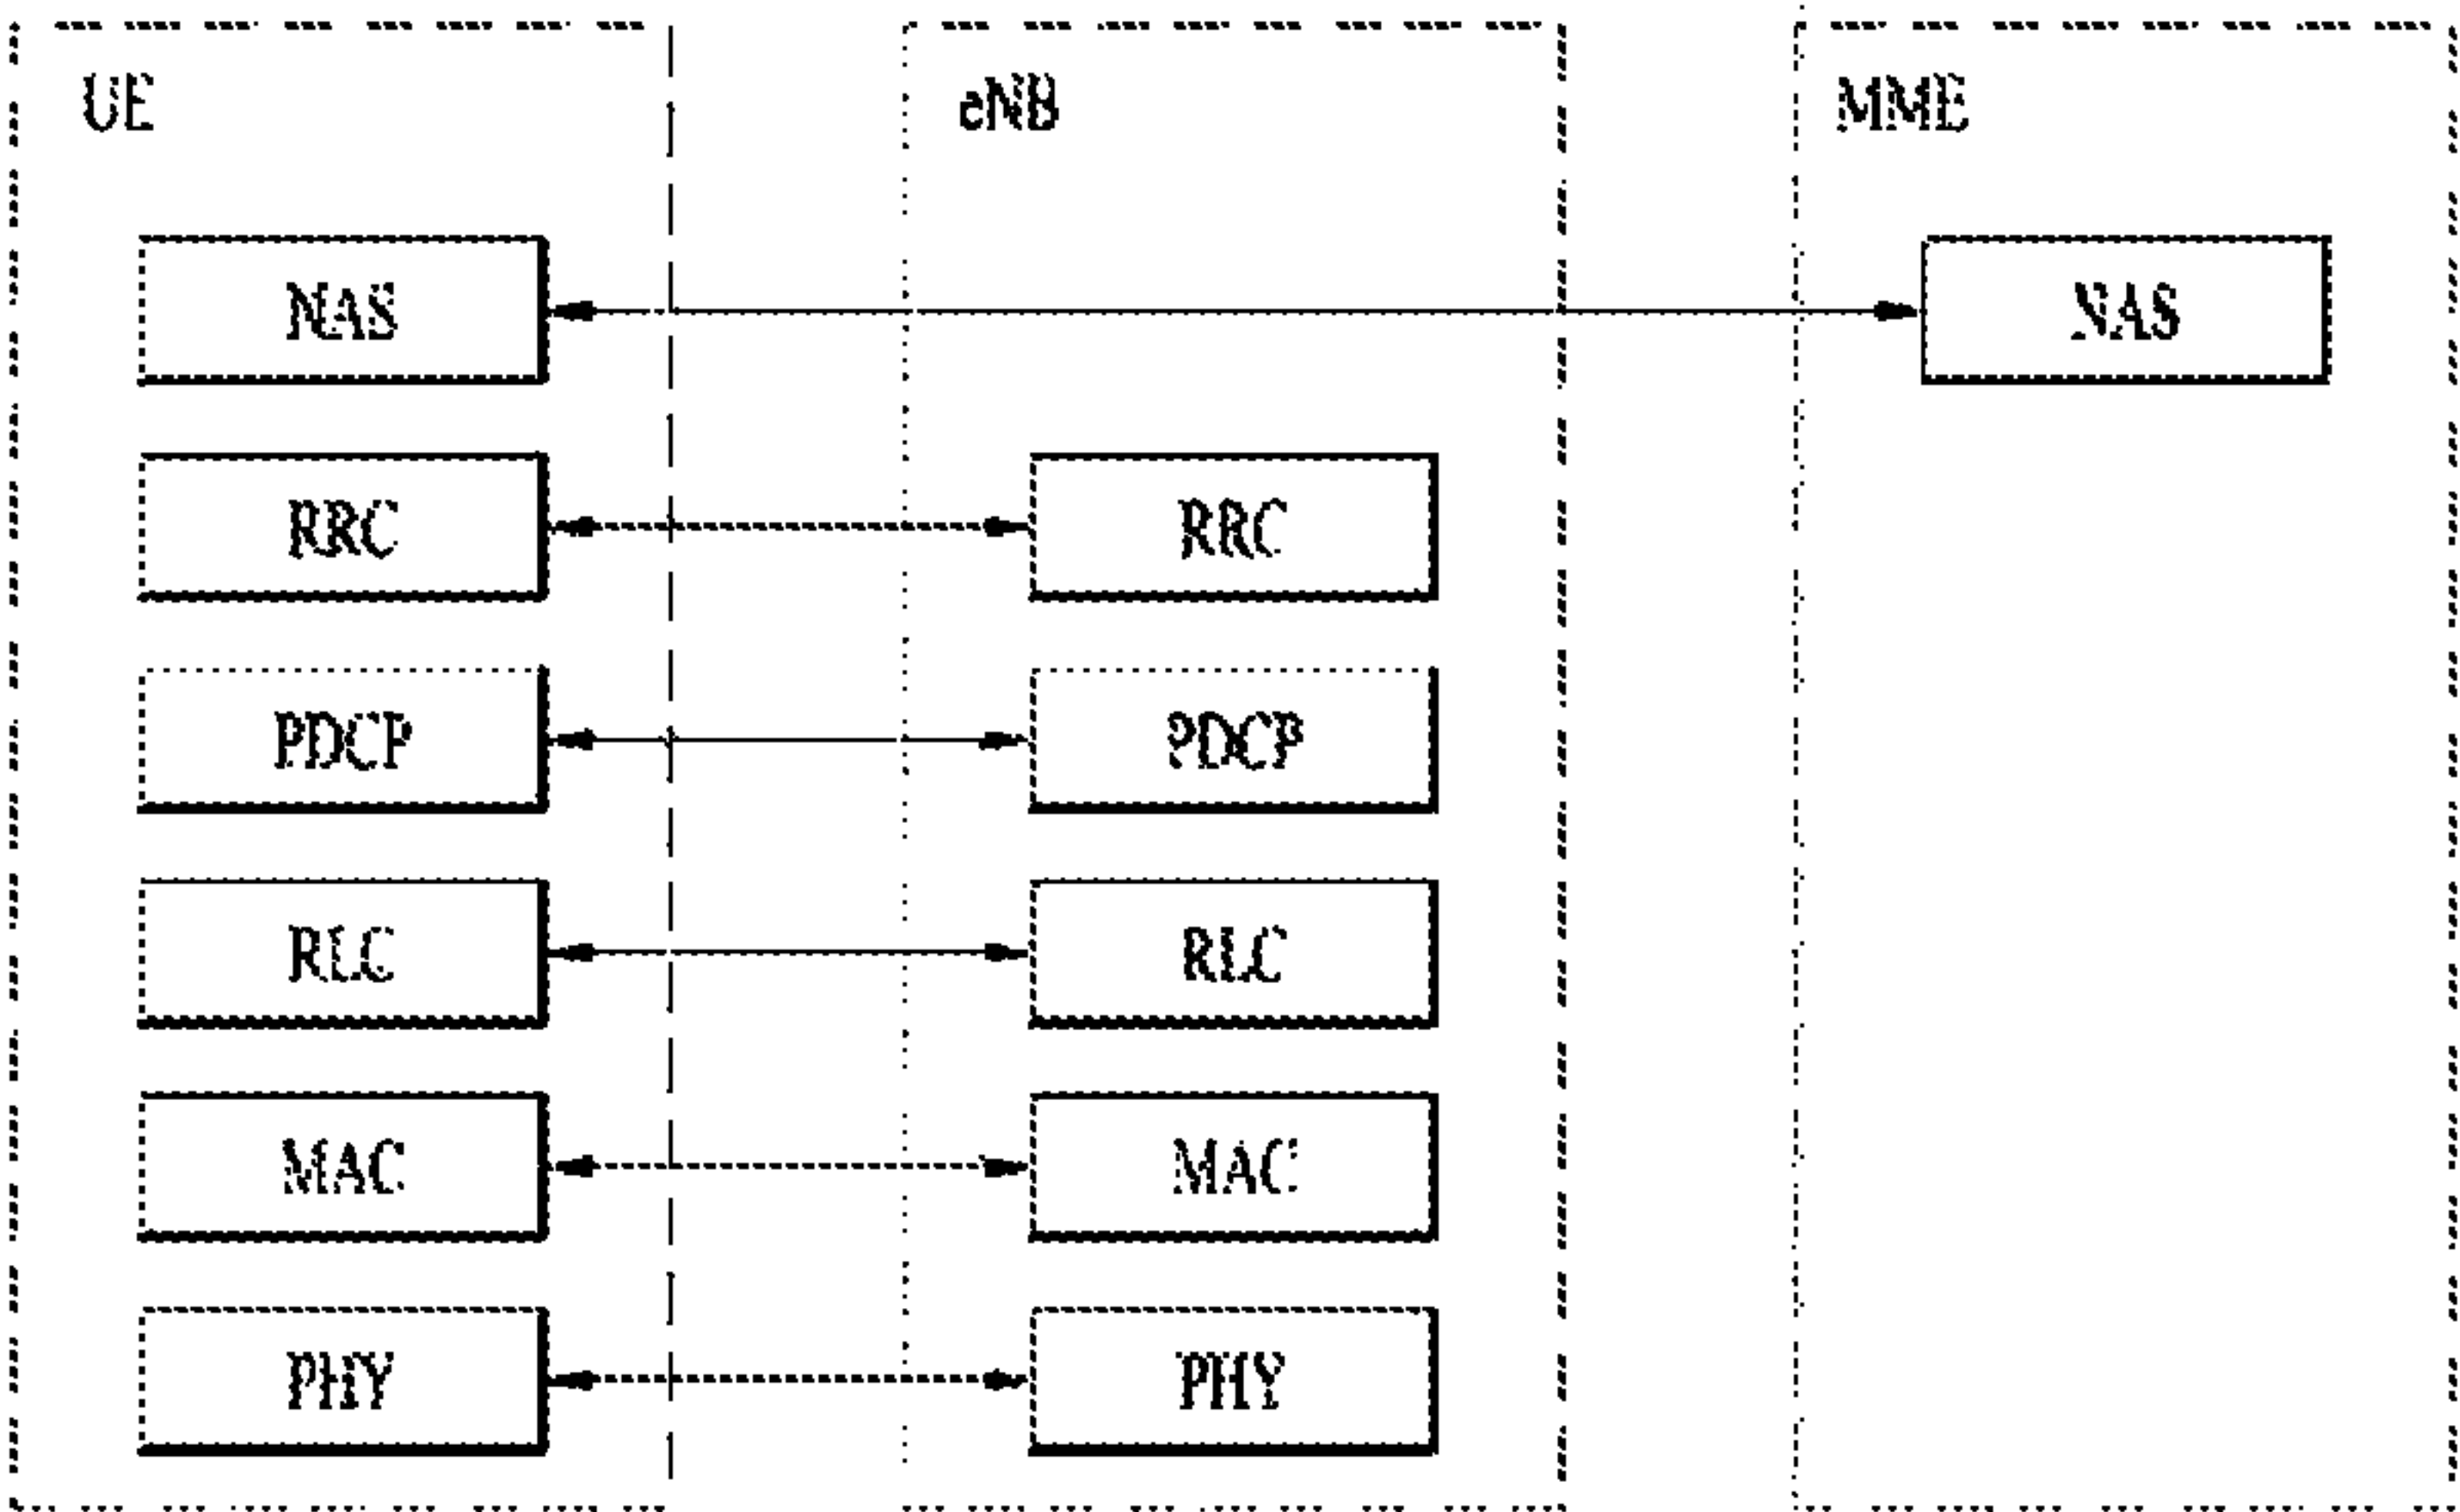 UE eNB MME
NAS NAS
RRC RRC
PDCP PDCP
RLC RLC
MAC MAC
PHY PHY